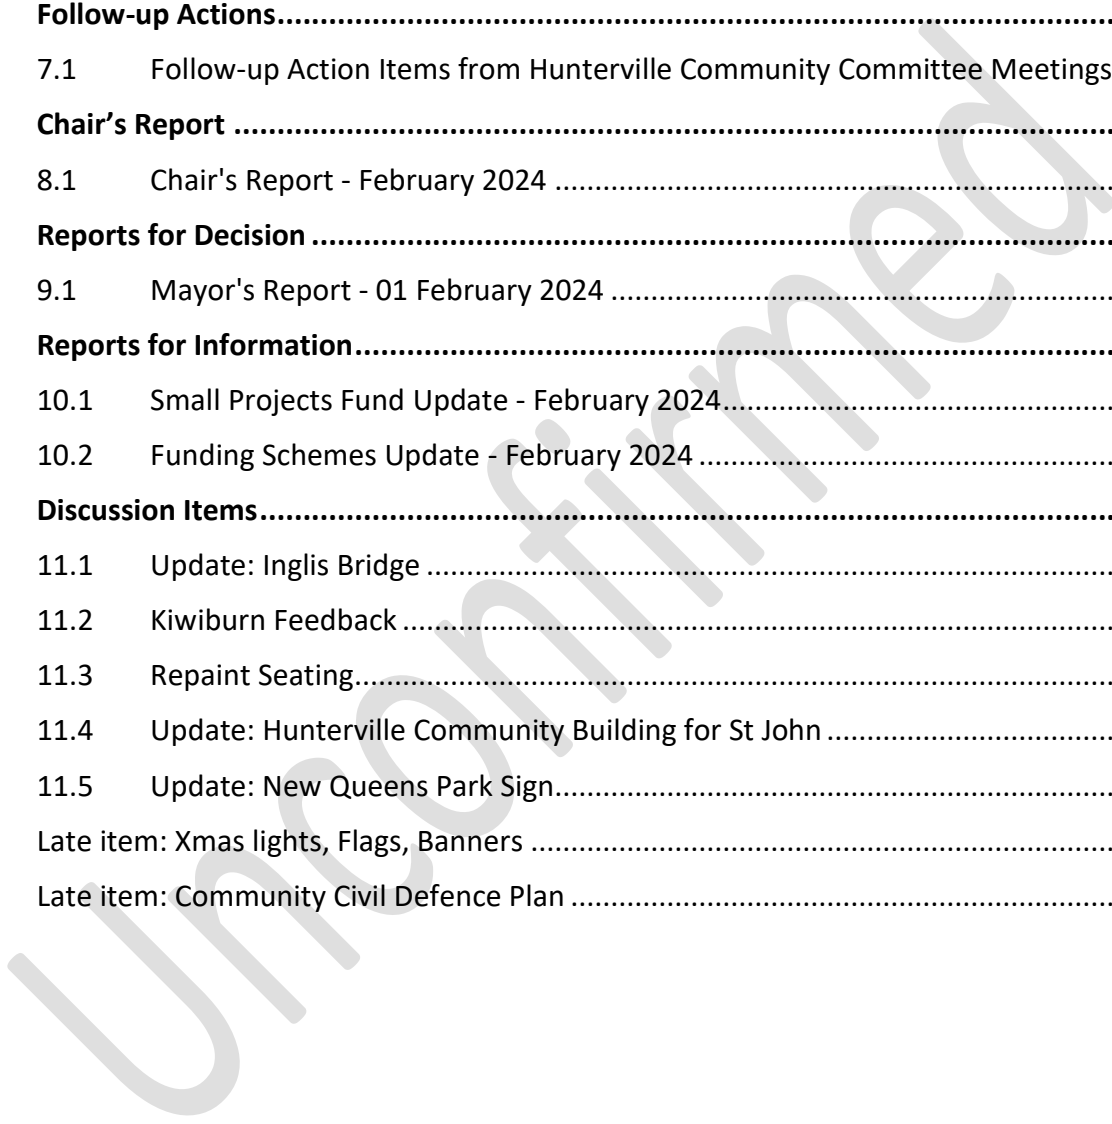 Follow-up Actions
7.1 Follow-up Action Items from Hunterville Community Committee Meetings
Chair’s Report
8.1 Chair's Report - February 2024
Reports for Decision
9.1 Mayor's Report - 01 February 2024
Reports for Information
10.1 Small Projects Fund Update - February 2024
10.2 Funding Schemes Update - February 2024
Discussion Items
11.1 Update: Inglis Bridge
11.2 Kiwiburn Feedback
11.3 Repaint Seating
11.4 Update: Hunterville Community Building for St John
11.5 Update: New Queens Park Sign
Late item: Xmas lights, Flags, Banners
Late item: Community Civil Defence Plan
Unconfirmed